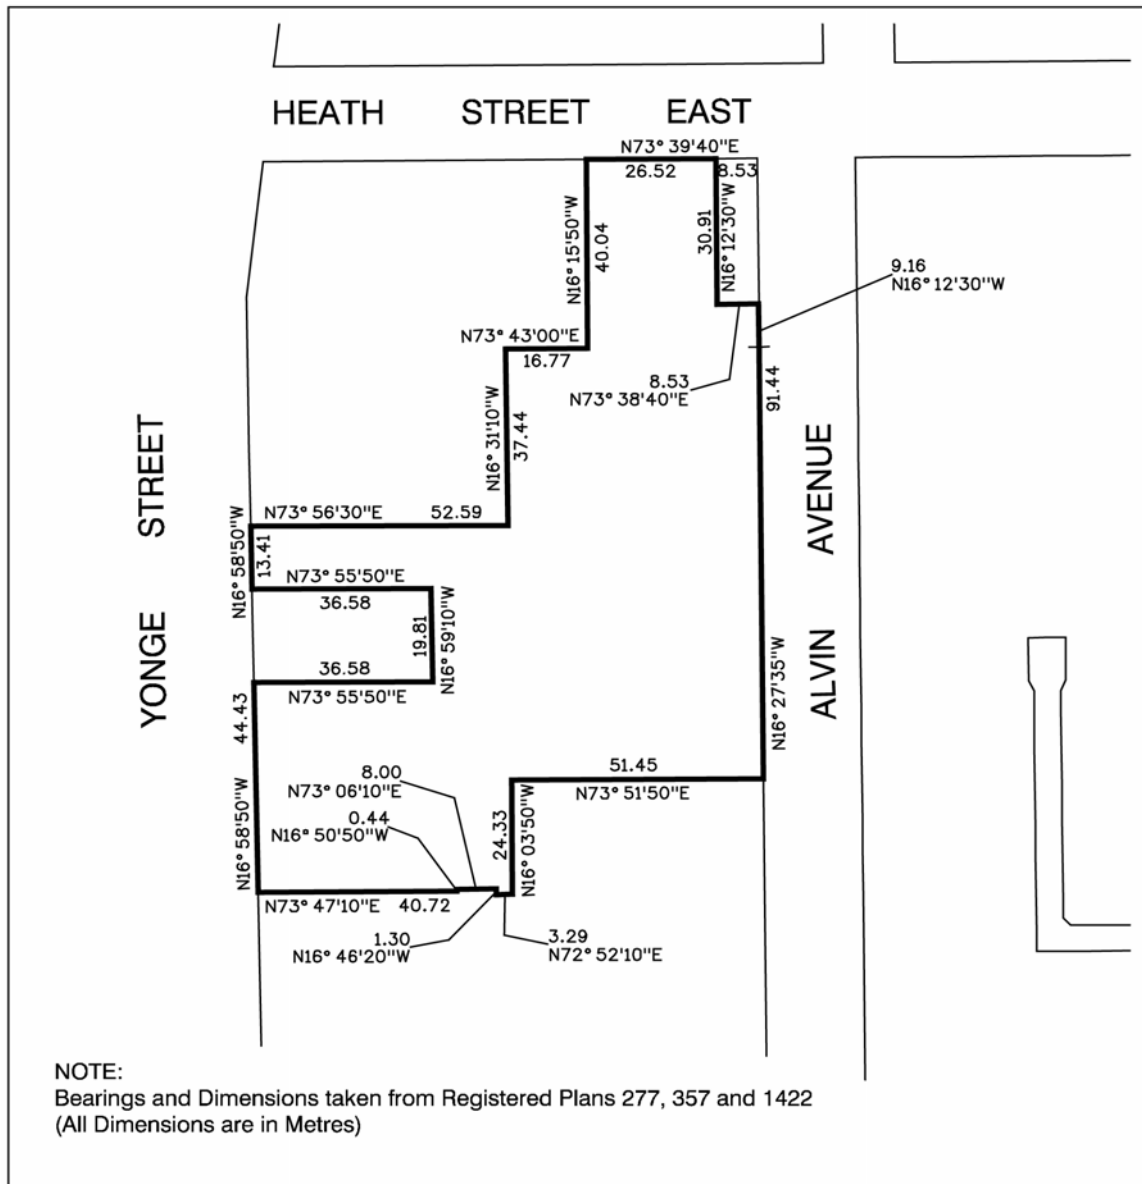 HEATH STREET EAST
N73° 39'40"E
26.52
8.53
N16° 15'50"W
40.04
30.91
N16° 12'30"W
9.16
N16° 12'30"W
N73° 43'00"E
16.77
8.53
N73° 38'40"E
91.44
N16° 31'10"W
37.44
YONGE STREET
ALVIN AVENUE
N73° 56'30"E 52.59
N16° 58'50"W
13.41
N73° 55'50"E
36.58
19.81
N16° 59'10"W
36.58
N73° 55'50"E
N16° 27'35"W
44.43
N16° 58'50"W
51.45
N73° 51'50"E
8.00
N73° 06'10"E
0.44
N16° 50'50"W
24.33
N16° 03'50"W
N73° 47'10"E 40.72
1.30
N16° 46'20"W
3.29
N72° 52'10"E
NOTE:
Bearings and Dimensions taken from Registered Plans 277, 357 and 1422
(All Dimensions are in Metres)